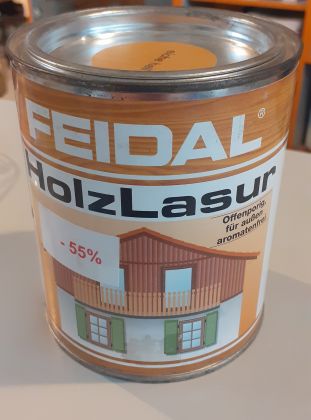 FEIDAL®
HolzLasur
Offenporig,
für außen
aromatenfrei
- 55%